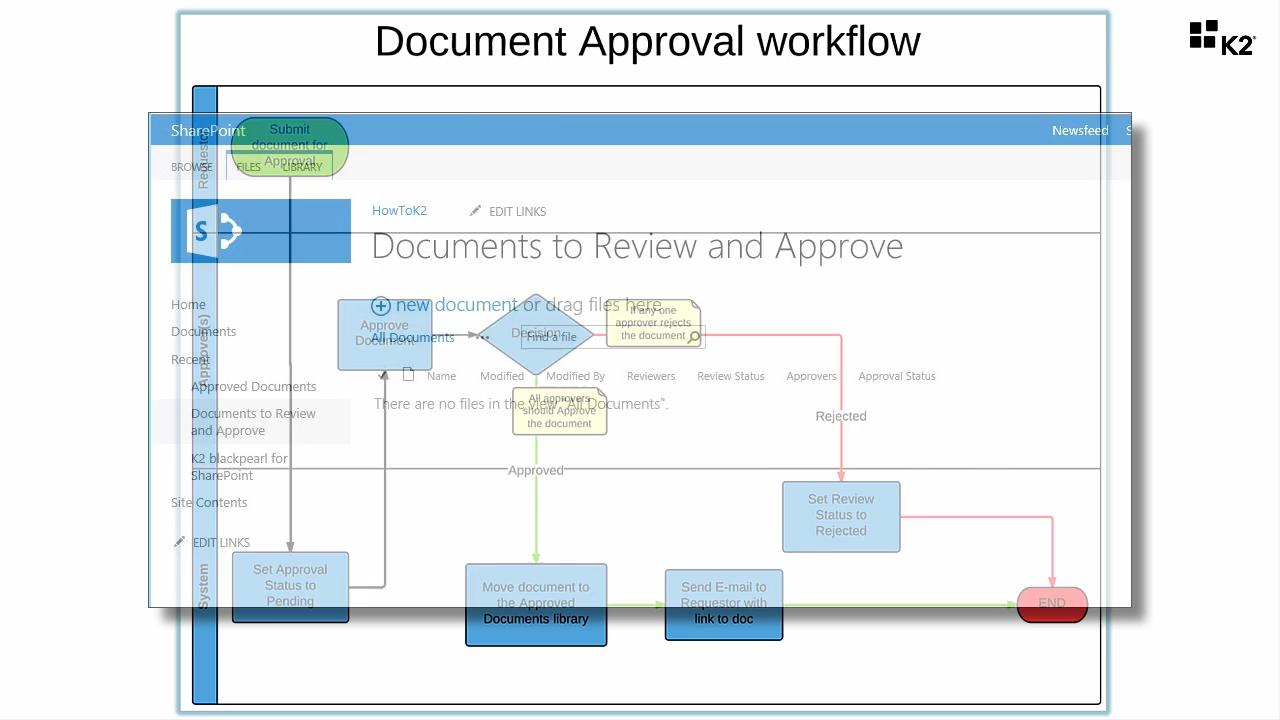 Document Approval workflow
K2
SharePoint
Newsfeed
S
Submit
document for
Approval
BROWSE
FILES
LIBRARY
Requestor
S
HowToK2
EDIT LINKS
Documents to Review and Approve
new document or drag files here
Home
Documents
Recent
Approved Documents
Documents to Review
and Approve
K2 blackpearl for
SharePoint
Site Contents
EDIT LINKS
Approver(s)
Approve
Document
All Documents
...
Decision
Find a file
If any one
approver rejects
the document
Name
Modified
Modified By
Reviewers
Review Status
Approvers
Approval Status
There are no files in the view "All Documents".
All approvers
should Approve
the document
Rejected
Approved
Set Review
Status to
Rejected
System
Set Approval
Status to
Pending
Move document to
the Approved
Documents library
Send E-mail to
Requestor with
link to doc
END